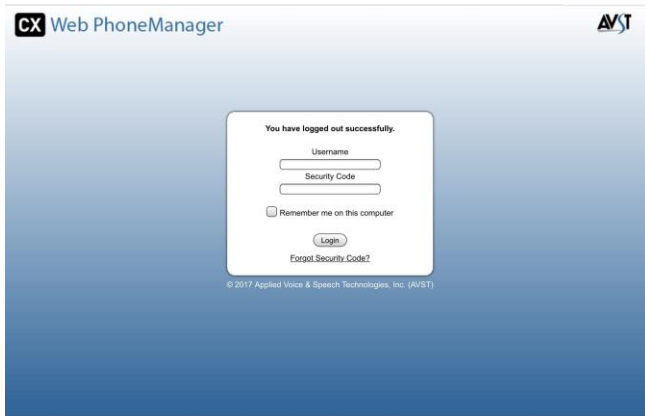 CX Web PhoneManager
AVST
You have logged out successfully.
Username
Security Code
Remember me on this computer
Login
Forgot Security Code?
© 2017 Applied Voice & Speech Technologies, Inc. (AVST)